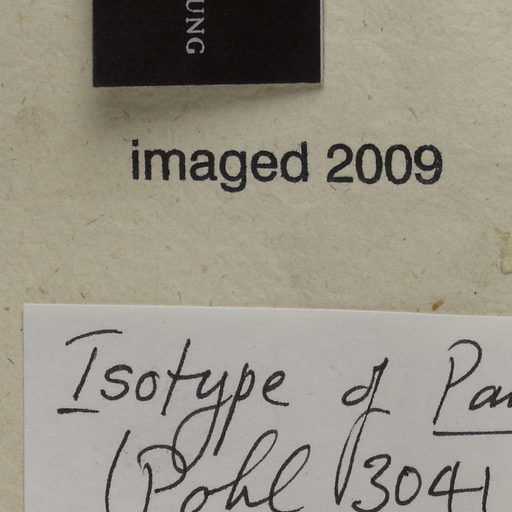 UNG
imaged 2009
Isotype of Pa
(Pohl 3041